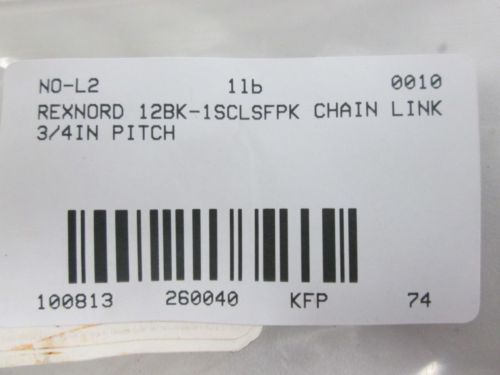 NO-L2 1lb 0010
REXNORD 12BK-1SCLSFPK CHAIN LINK
3/4IN PITCH
100813 260040 KFP 74